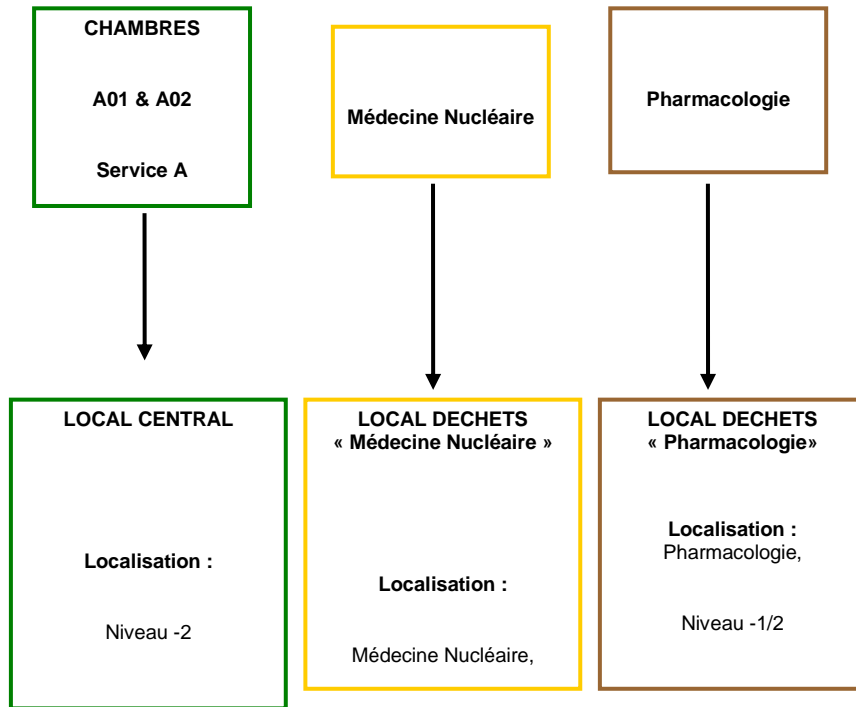 CHAMBRES
A01 & A02
Service A
Médecine Nucléaire
Pharmacologie
LOCAL CENTRAL
Localisation :
Niveau -2
LOCAL DECHETS
« Médecine Nucléaire »
Localisation :
Médecine Nucléaire,
LOCAL DECHETS
« Pharmacologie»
Localisation :
Pharmacologie,
Niveau -1/2